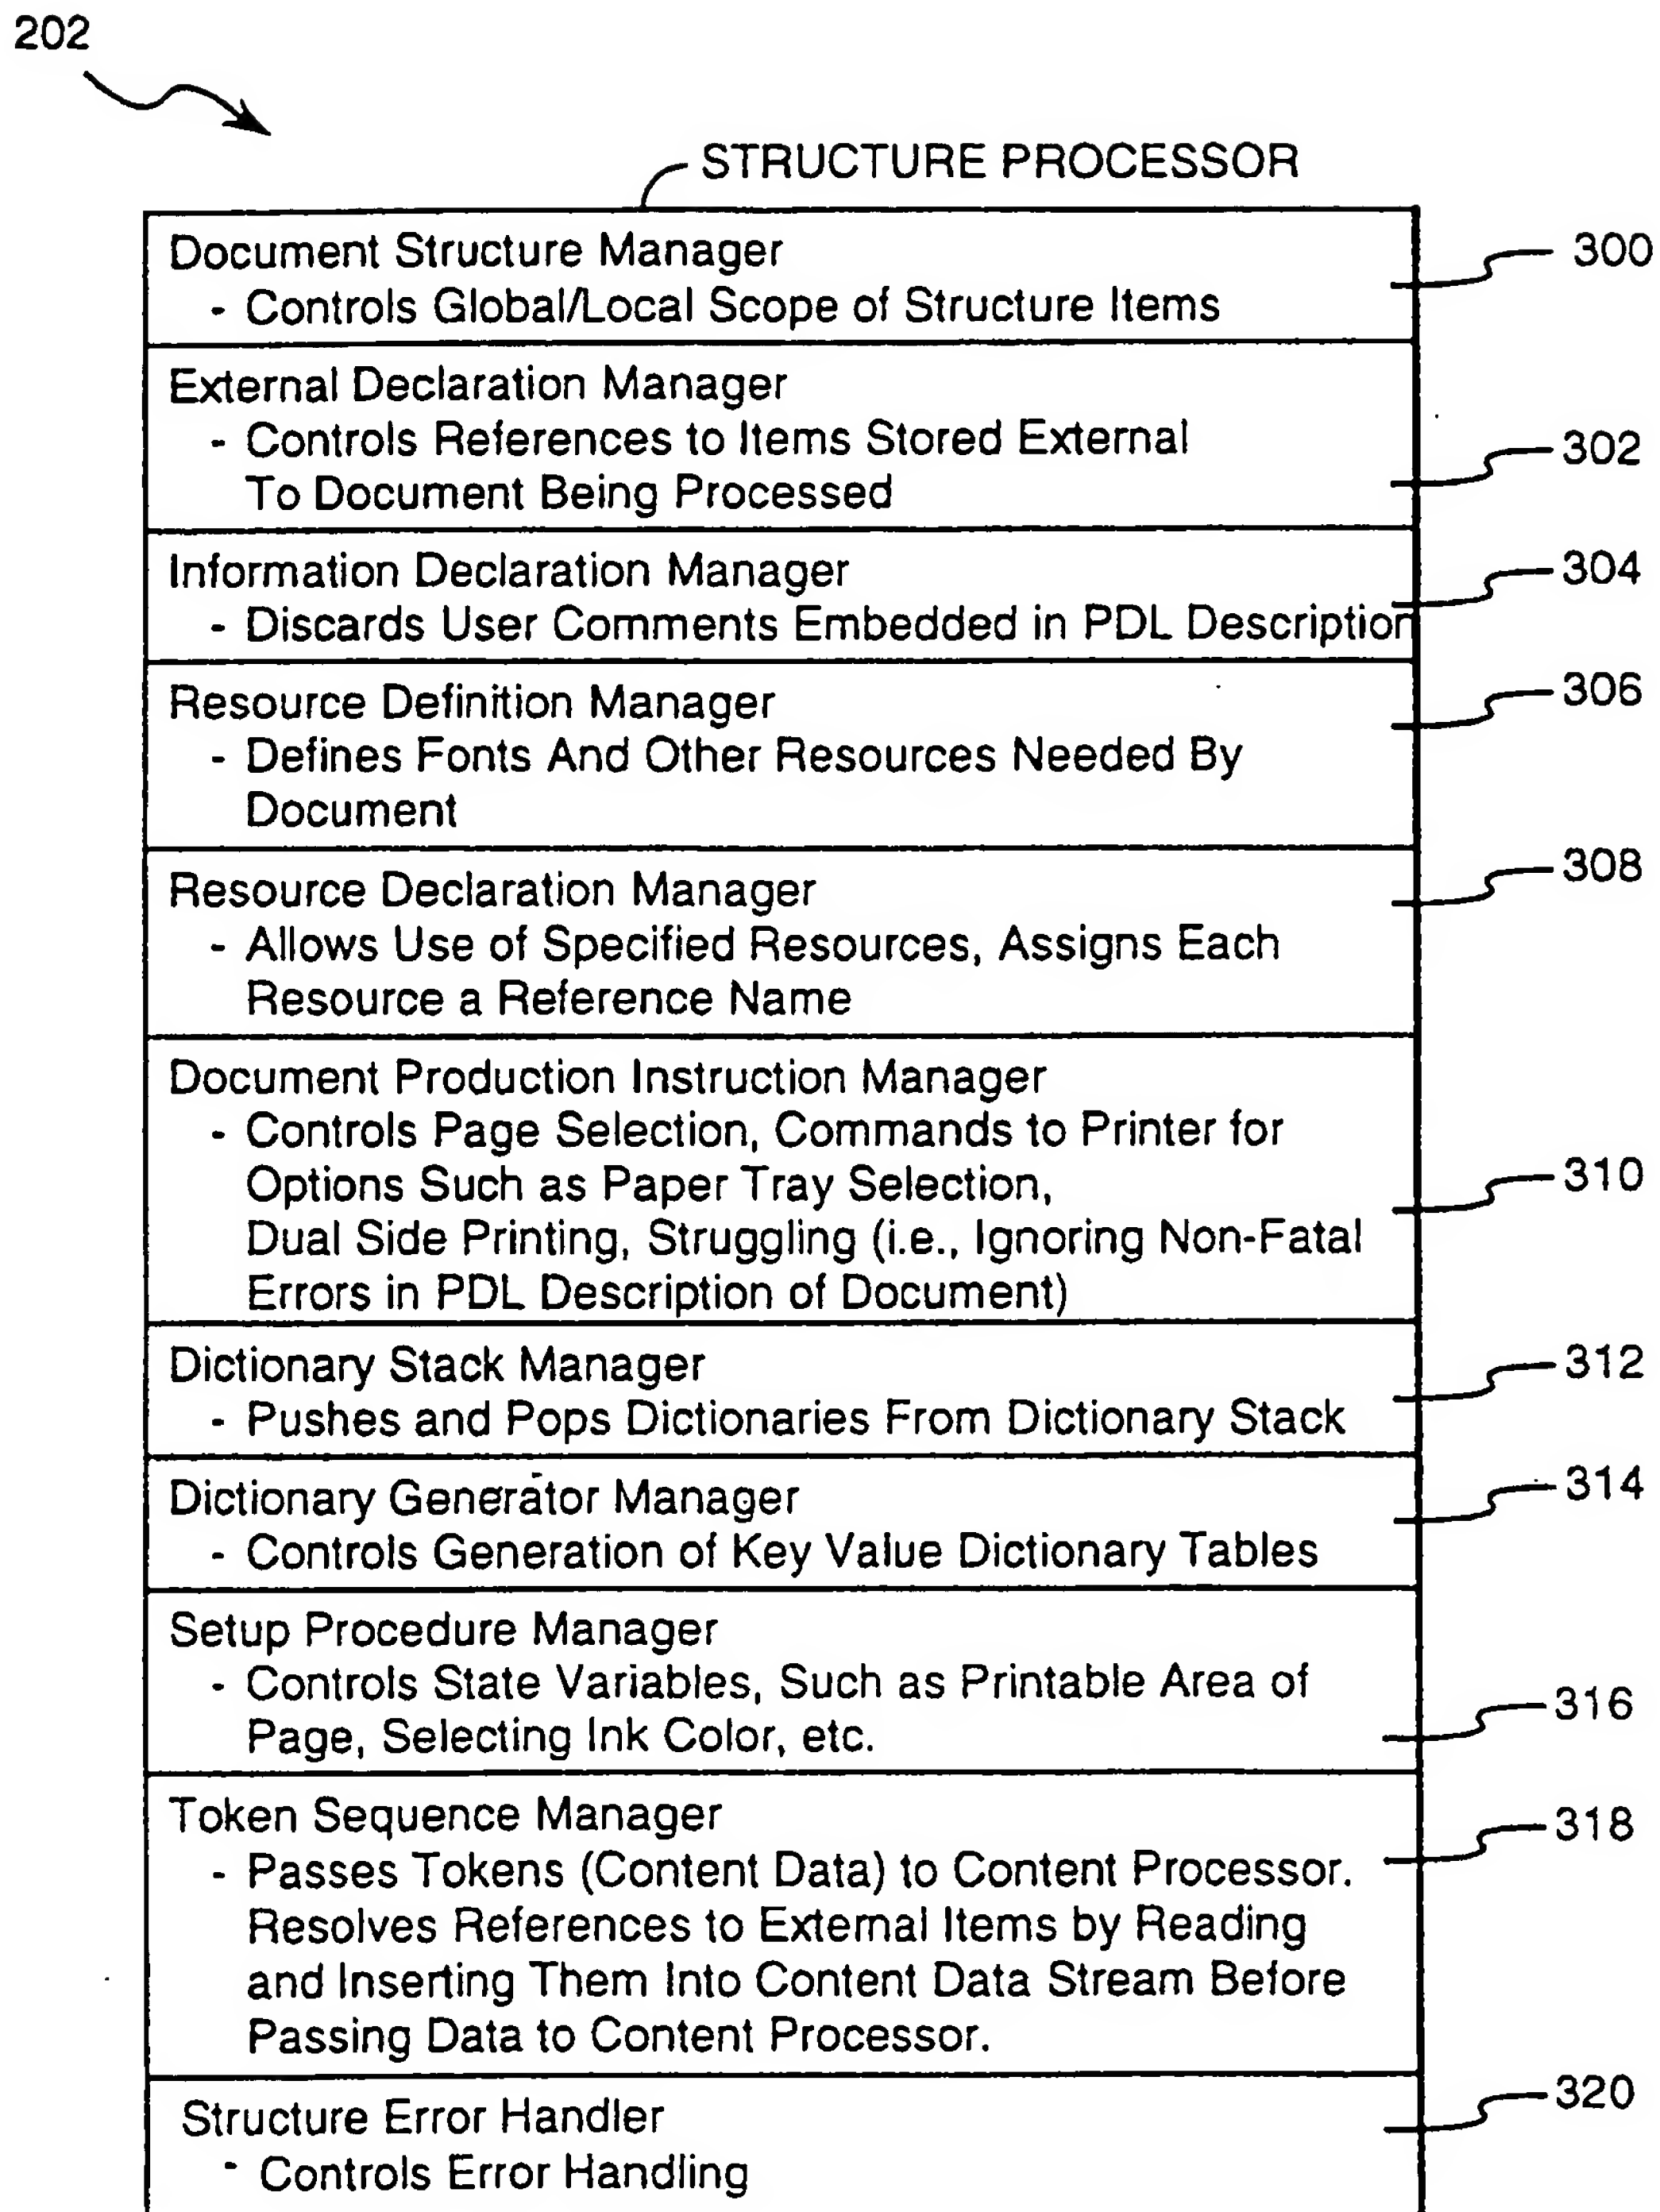 202
STRUCTURE PROCESSOR
Document Structure Manager
- Controls Global/Local Scope of Structure Items
300
External Declaration Manager
- Controls References to Items Stored External
To Document Being Processed
302
Information Declaration Manager
- Discards User Comments Embedded in PDL Description
304
Resource Definition Manager
- Defines Fonts And Other Resources Needed By
Document
306
Resource Declaration Manager
- Allows Use of Specified Resources, Assigns Each
Resource a Reference Name
308
Document Production Instruction Manager
- Controls Page Selection, Commands to Printer for
Options Such as Paper Tray Selection,
Dual Side Printing, Struggling (i.e., Ignoring Non-Fatal
Errors in PDL Description of Document)
310
Dictionary Stack Manager
- Pushes and Pops Dictionaries From Dictionary Stack
312
Dictionary Generator Manager
- Controls Generation of Key Value Dictionary Tables
314
Setup Procedure Manager
- Controls State Variables, Such as Printable Area of
Page, Selecting Ink Color, etc.
316
Token Sequence Manager
- Passes Tokens (Content Data) to Content Processor.
Resolves References to External Items by Reading
and Inserting Them Into Content Data Stream Before
Passing Data to Content Processor.
318
Structure Error Handler
- Controls Error Handling
320